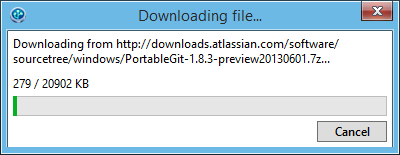 Downloading file...
Downloading from http://downloads.atlassian.com/software/
sourcetree/windows/PortableGit-1.8.3-preview20130601.7z...
279 / 20902 KB
Cancel